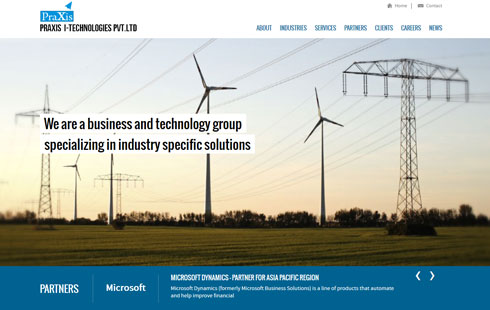 PraXis
PRAXIS I-TECHNOLOGIES PVT.LTD
Home
Contact
ABOUT INDUSTRIES SERVICES PARTNERS CLIENTS CAREERS NEWS
We are a business and technology group
specializing in industry specific solutions
PARTNERS
Microsoft
MICROSOFT DYNAMICS - PARTNER FOR ASIA PACIFIC REGION
Microsoft Dynamics (formerly Microsoft Business Solutions) is a line of products that automate
and help improve financial